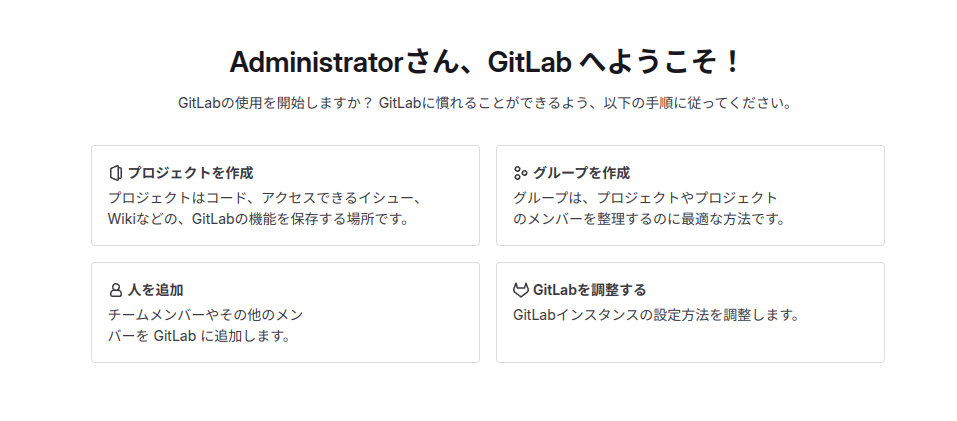 Administratorさん、GitLab へようこそ！
GitLabの使用を開始しますか？ GitLabに慣れることができるよう、以下の手順に従ってください。
プロジェクトを作成
プロジェクトはコード、アクセスできるイシュー、
Wikiなどの、GitLabの機能を保存する場所です。
グループを作成
グループは、プロジェクトやプロジェクト
のメンバーを整理するのに最適な方法です。
人を追加
チームメンバーやその他のメン
バーを GitLab に追加します。
GitLabを調整する
GitLabインスタンスの設定方法を調整します。